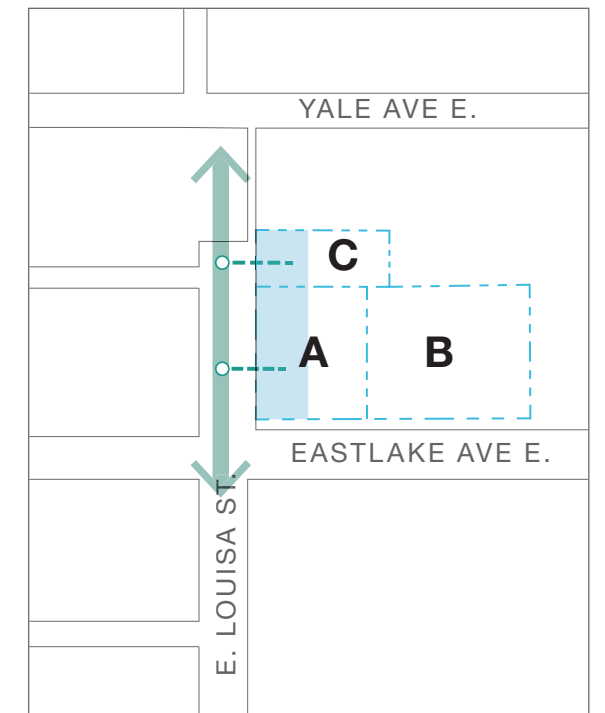 YALE AVE E.
C
A
B
EASTLAKE AVE E.
E. LOUISA ST.